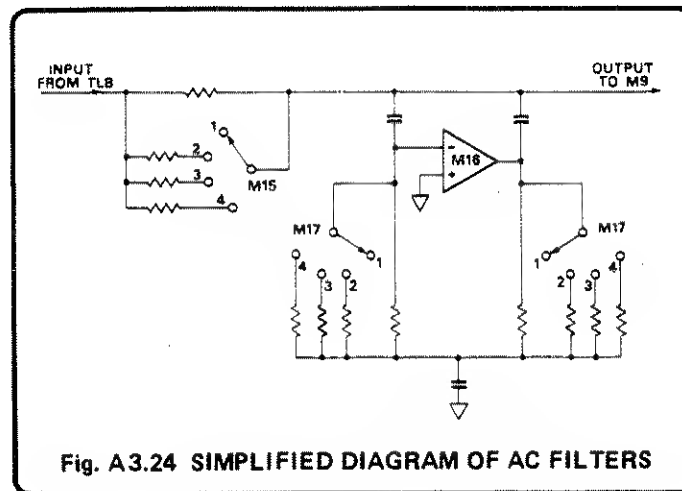 INPUT
FROM TLB
OUTPUT
TO M9
1
2
3
4
M15
M16
M17
4
3
2
1
M17
1
2
3
4
Fig. A3.24 SIMPLIFIED DIAGRAM OF AC FILTERS